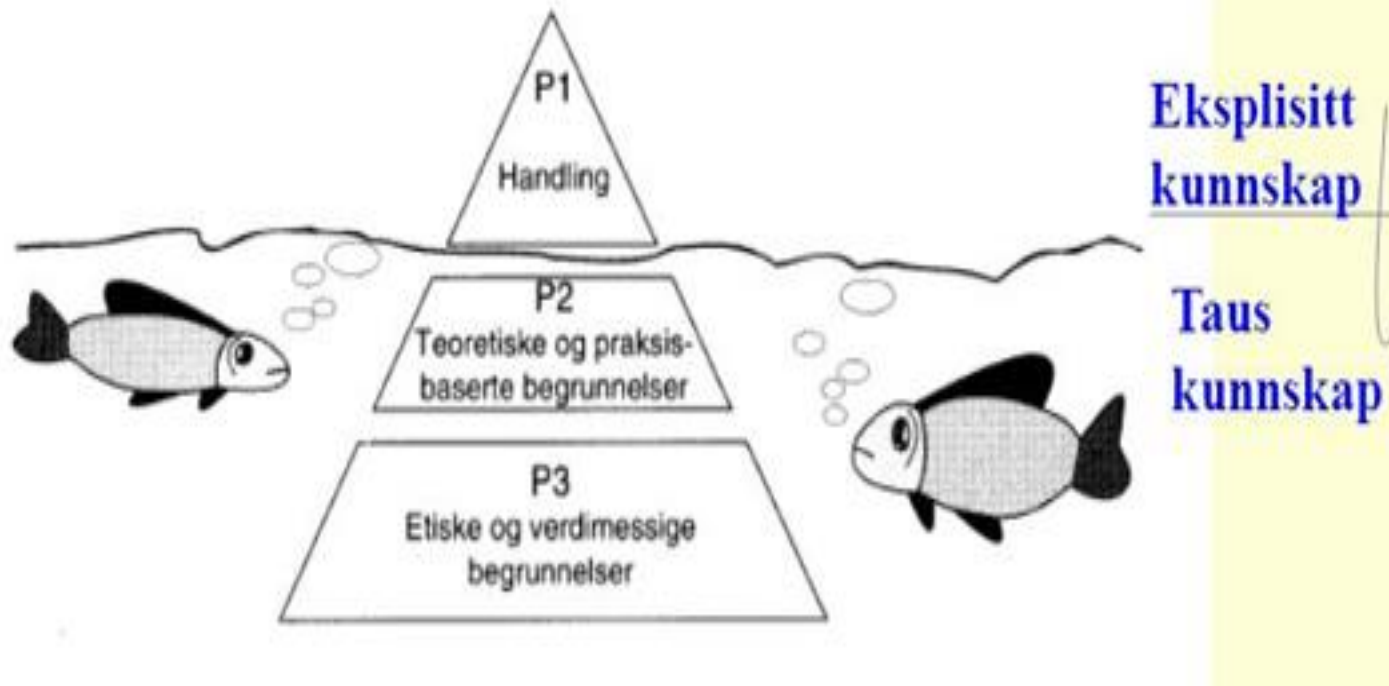 P1
Handling
P2
Teoretiske og praksis-
baserte begrunnelser
P3
Etiske og verdimessige
begrunnelser
Eksplisitt
kunnskap
Taus
kunnskap